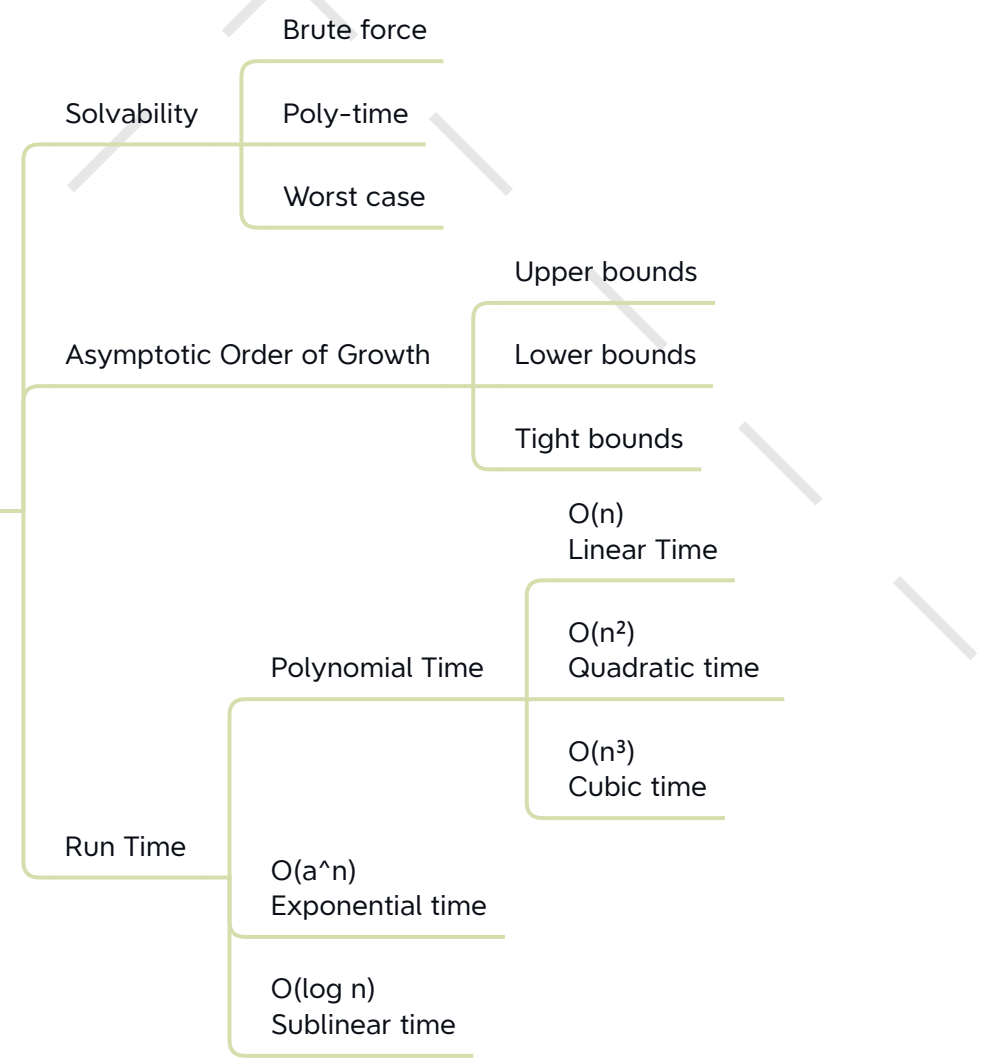 Brute force
Solvability
Poly-time
Worst case
Upper bounds
Asymptotic Order of Growth
Lower bounds
Tight bounds
O(n)
Linear Time
O(n²)
Polynomial Time
Quadratic time
O(n³)
Cubic time
Run Time
O(a^n)
Exponential time
O(log n)
Sublinear time